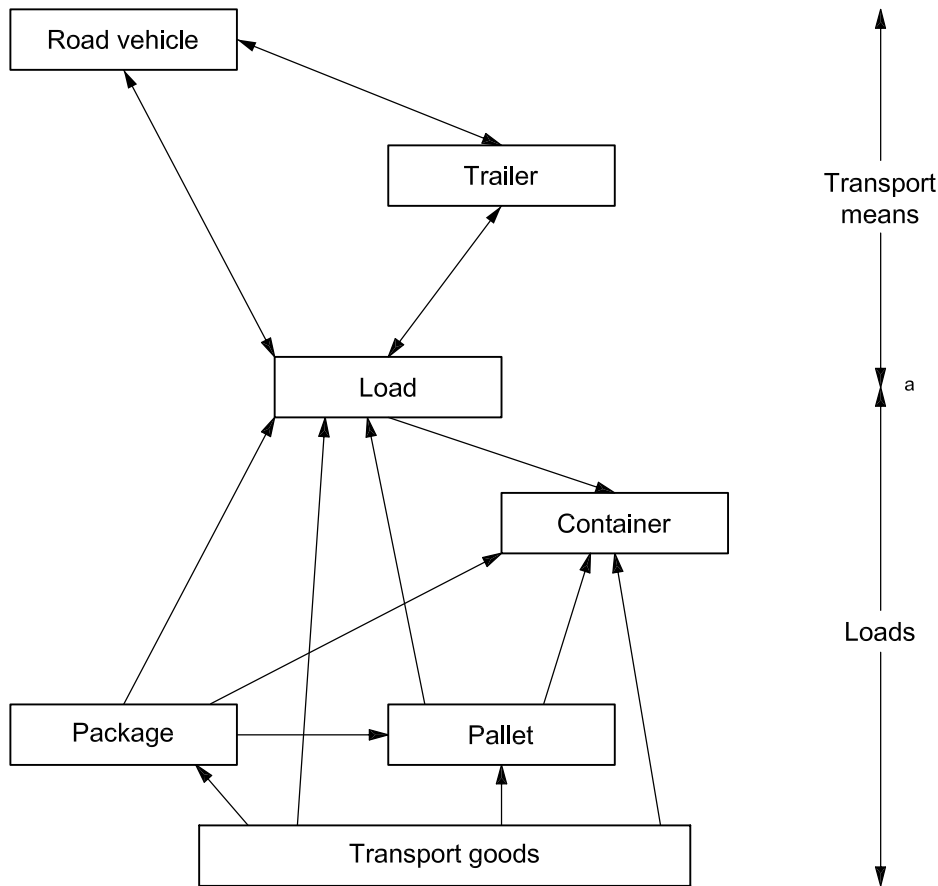 Road vehicle
Trailer
Transport
means
Load
a
Container
Loads
Package
Pallet
Transport goods